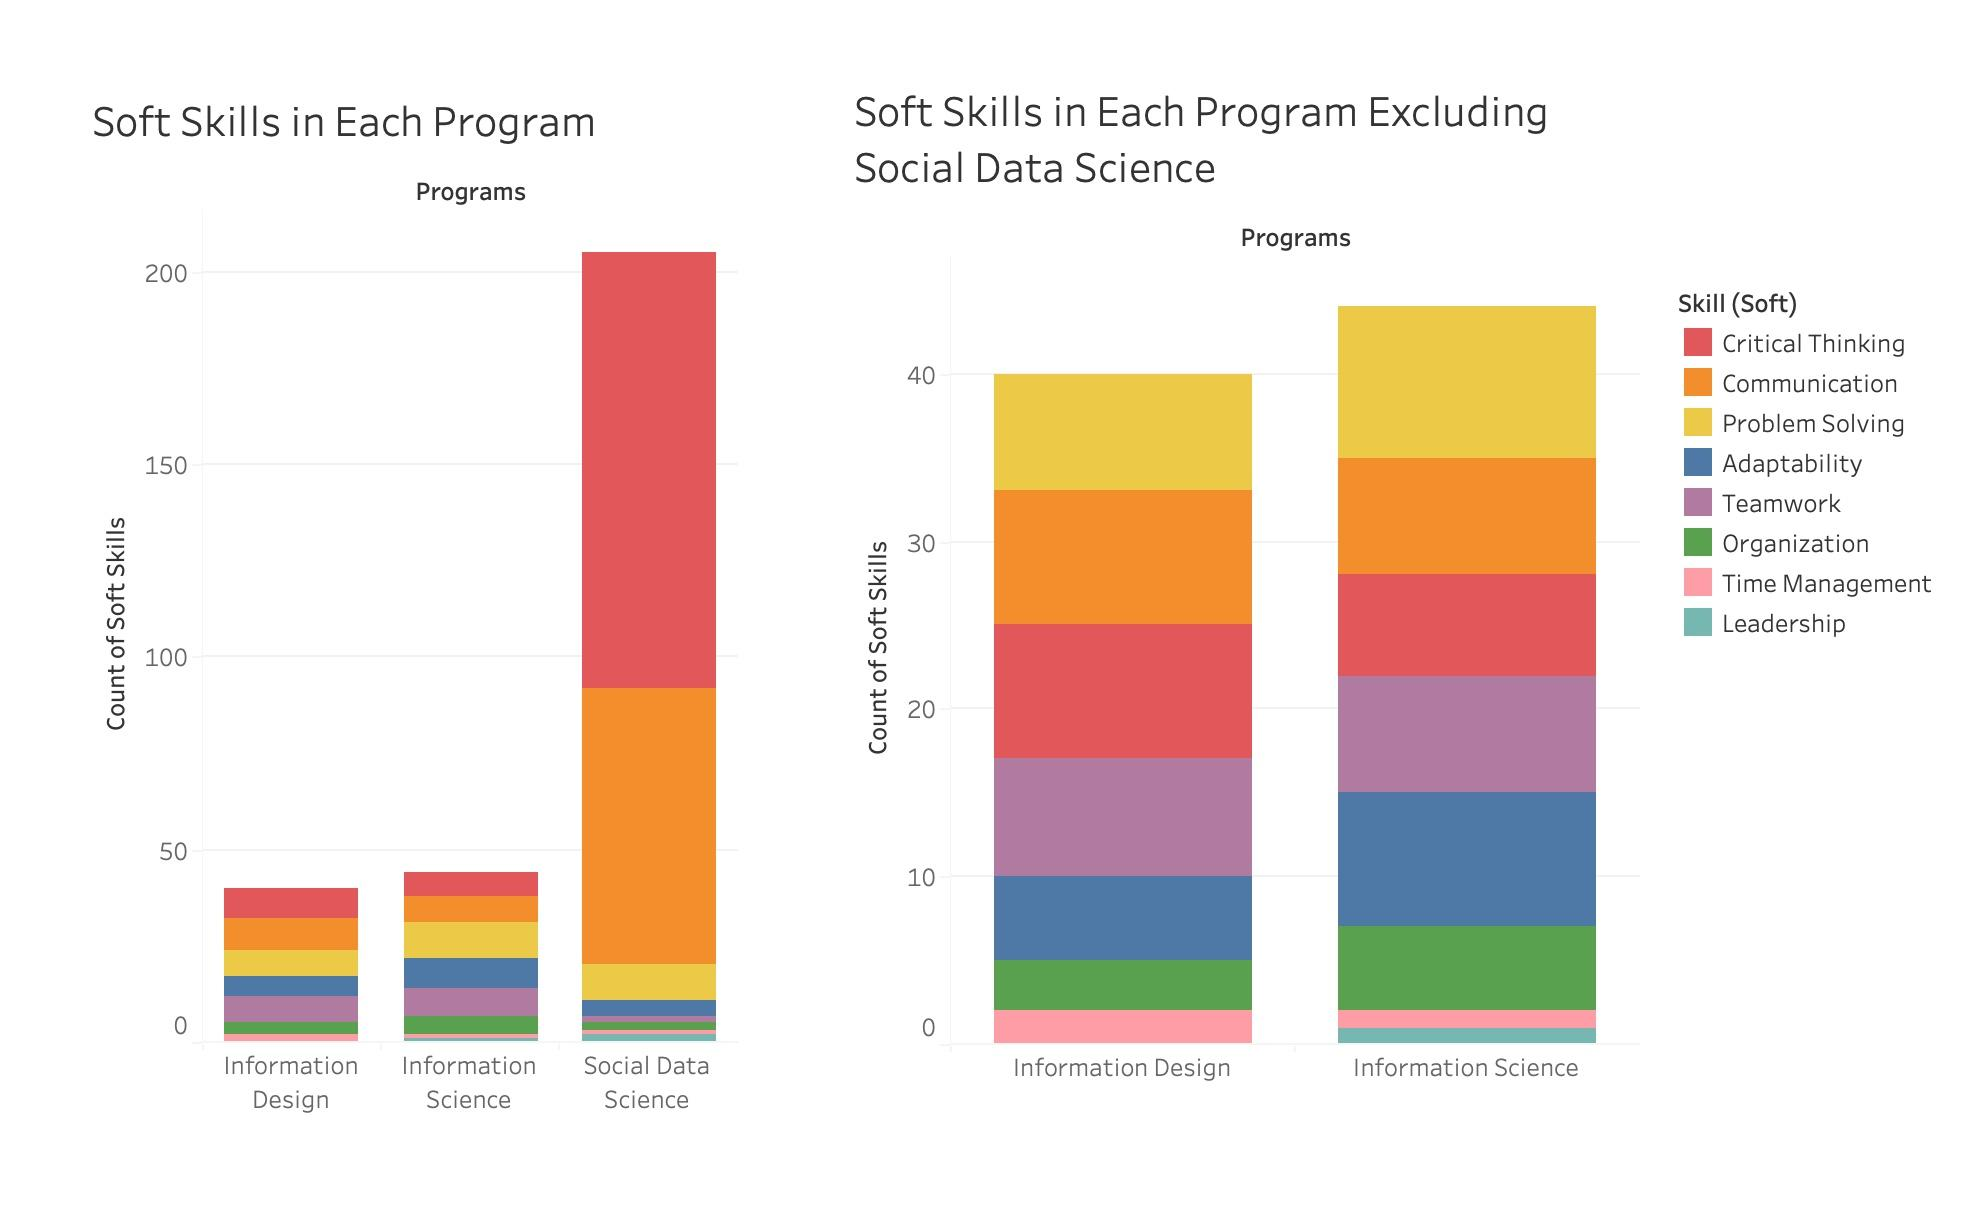 Soft Skills in Each Program
Programs
Count of Soft Skills
200
150
100
50
0
Information
Design
Information
Science
Social Data
Science
Soft Skills in Each Program Excluding
Social Data Science
Programs
Count of Soft Skills
40
30
20
10
0
Information Design
Information Science
Skill (Soft)
Critical Thinking
Communication
Problem Solving
Adaptability
Teamwork
Organization
Time Management
Leadership